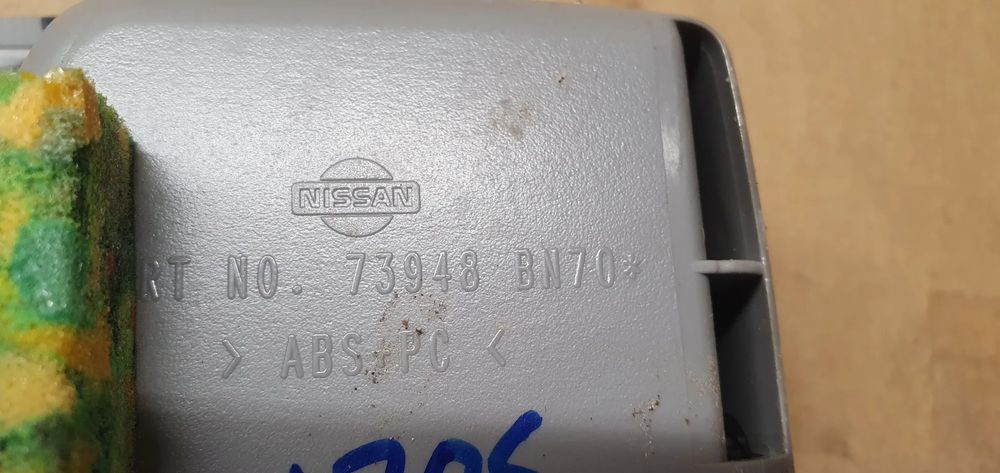 NISSAN
RT NO. 73948 BN70*
> ABS+PC <